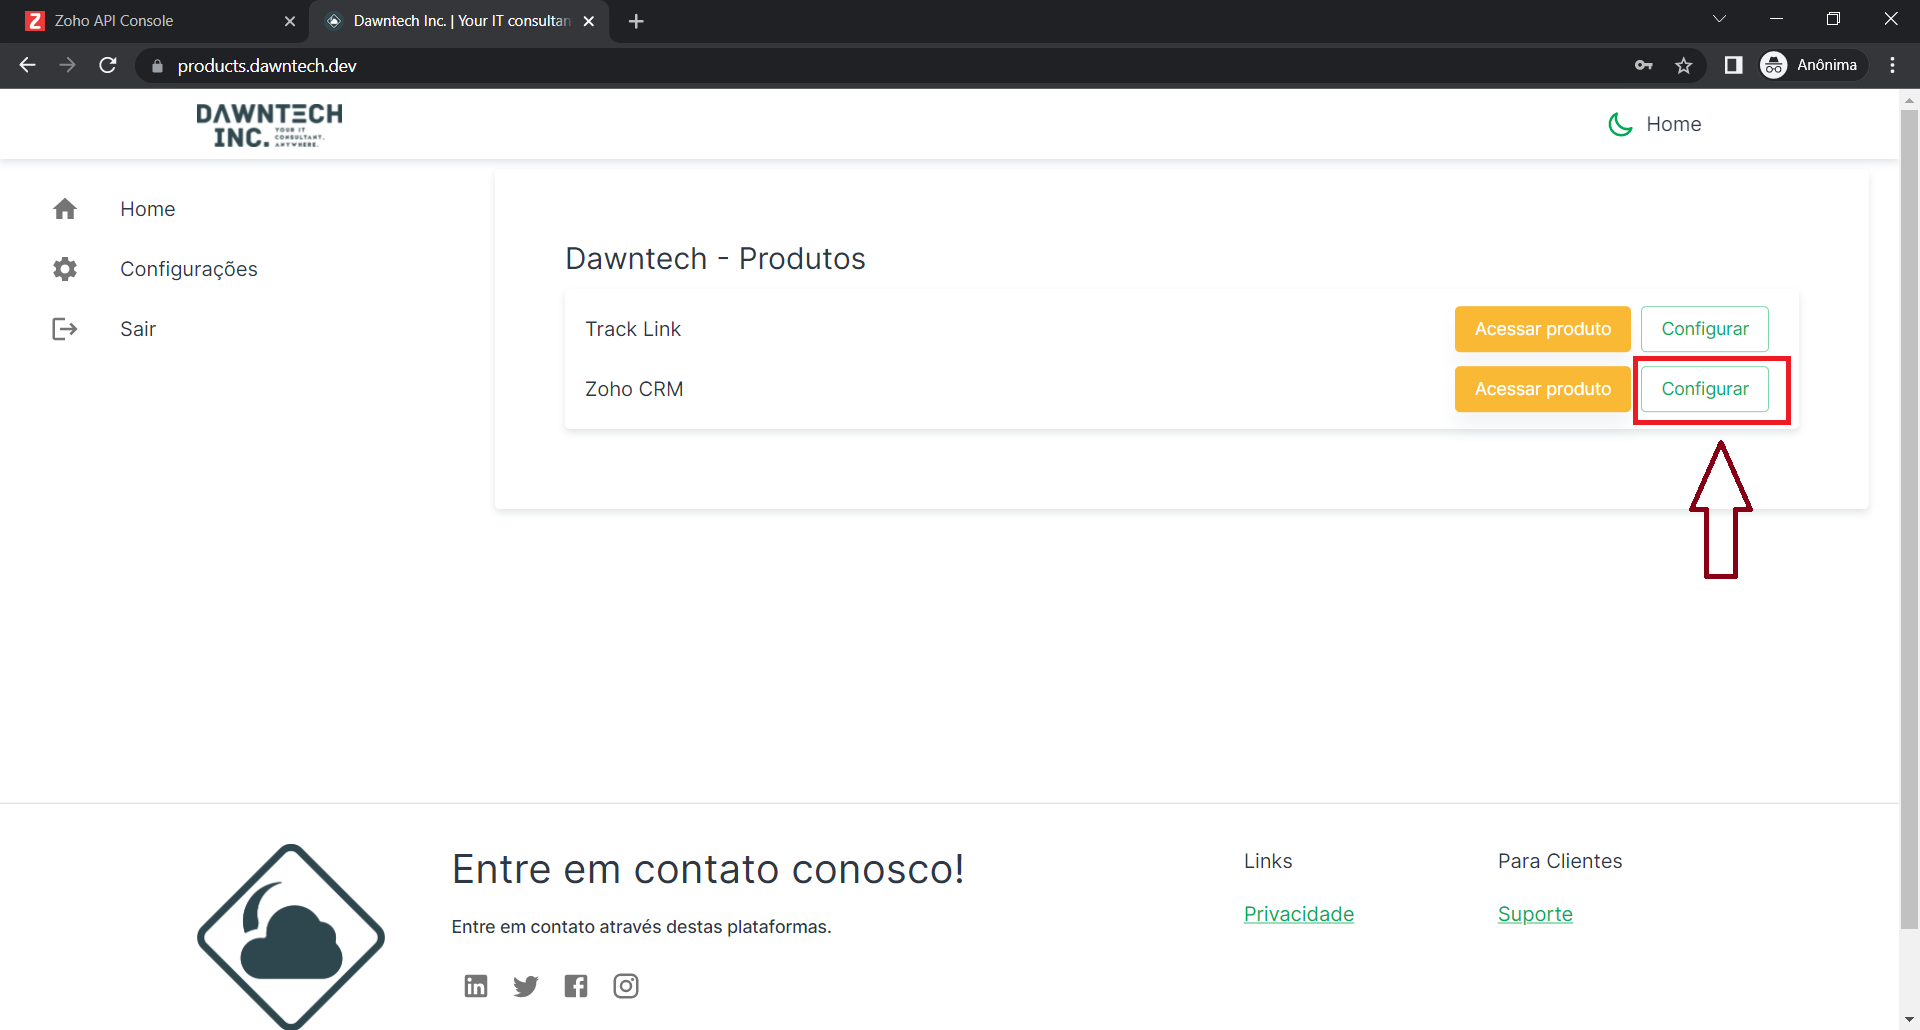 Zoho API Console
Dawntech Inc. | Your IT consultan
products.dawntech.dev
Anônima
DAWNTECH
INC. YOUR IT
CONSULTANT.
ANYWHERE.
Home
Home
Configurações
Sair
Dawntech - Produtos
Track Link
Acessar produto
Configurar
Zoho CRM
Acessar produto
Configurar
Entre em contato conosco!
Entre em contato através destas plataformas.
Links
Privacidade
Para Clientes
Suporte